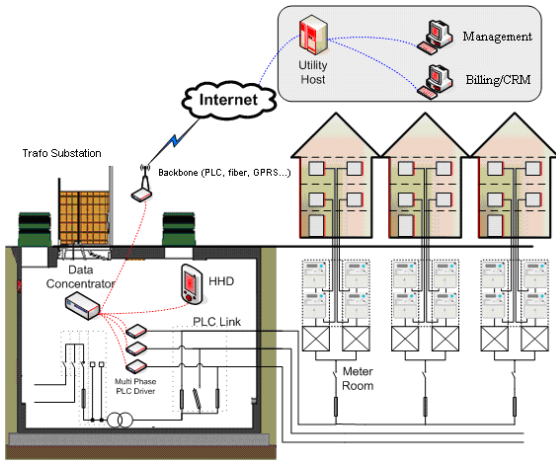 Utility
Host
Management
Billing/CRM
Internet
Trafo Substation
Backbone (PLC, fiber, GPRS...)
Data
Concentrator
HHD
PLC Link
Multi Phase
PLC Driver
Meter
Room